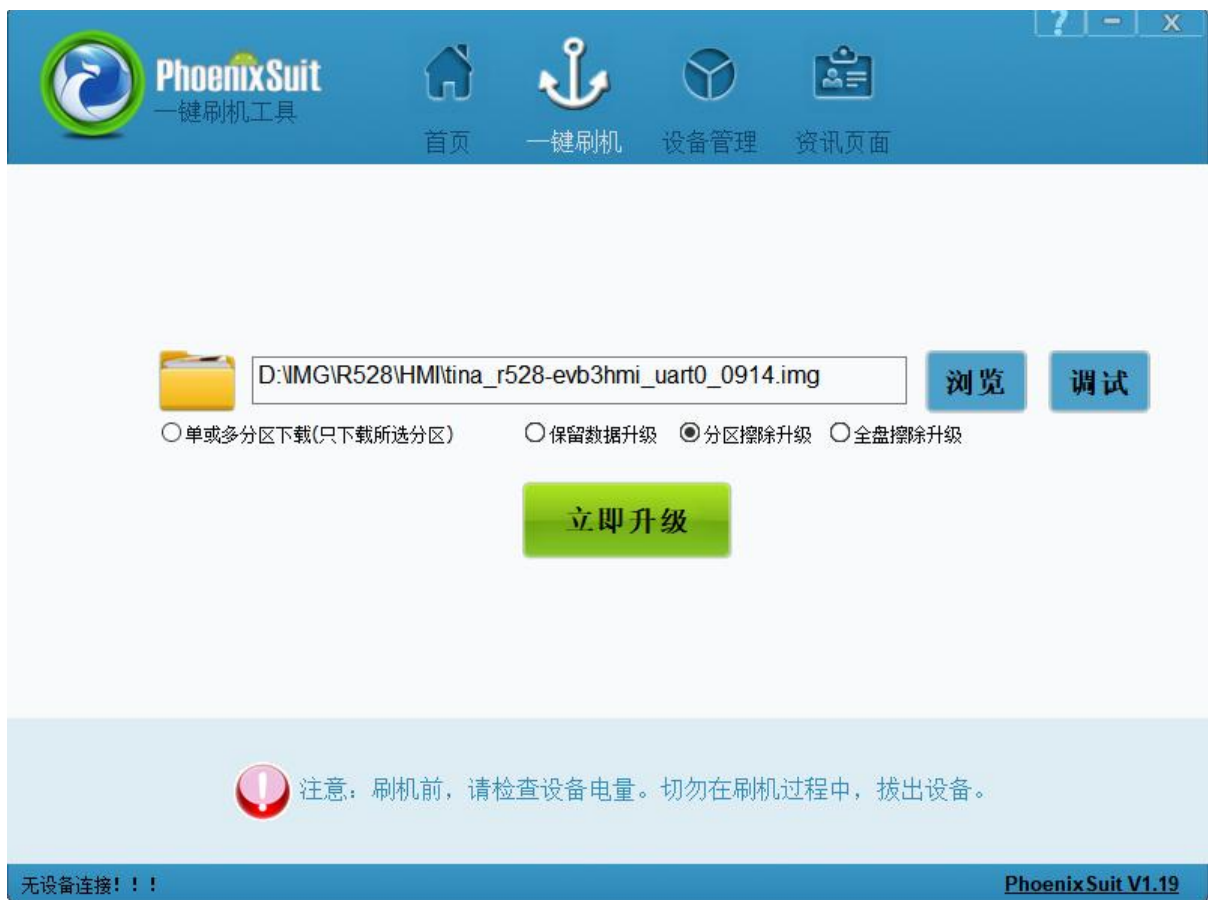 ? - X
PhoenixSuit
一键刷机工具
首页 一键刷机 设备管理 资讯页面
D:\IMG\R528\HMI\tina_r528-evb3hmi_uart0_0914.img 浏览 调试
单或多分区下载(只下载所选分区) 保留数据升级 分区擦除升级 全盘擦除升级
立即升级
注意：刷机前，请检查设备电量。切勿在刷机过程中，拔出设备。
无设备连接！！！ PhoenixSuit V1.19